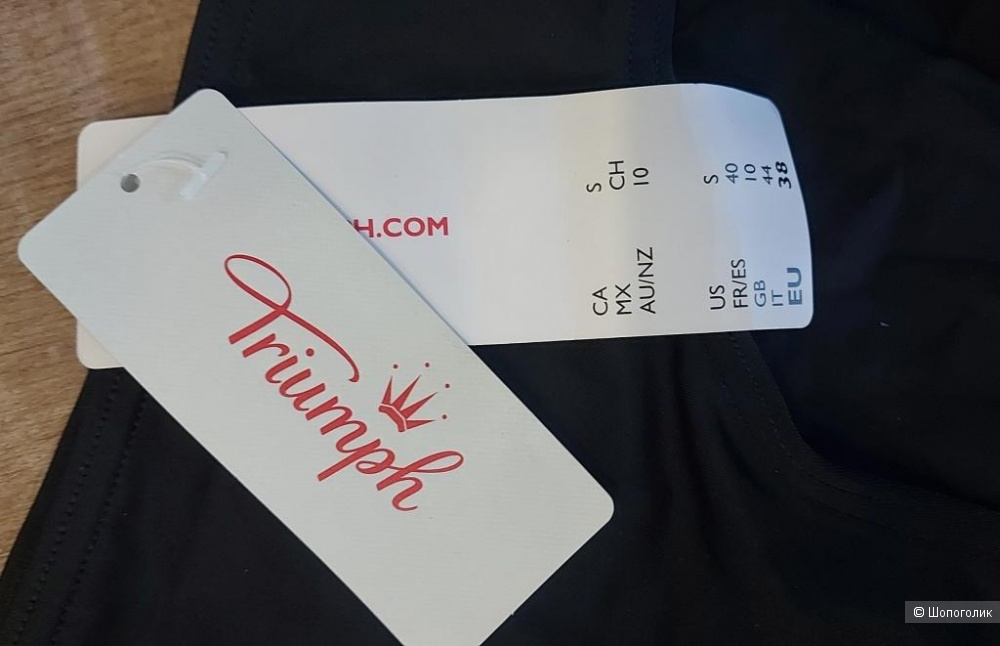 Triumph
H.COM
CA S
MX CH
AU/NZ 10
US S
FR/ES 40
GB 10
IT 44
EU 38
© Шопоголик